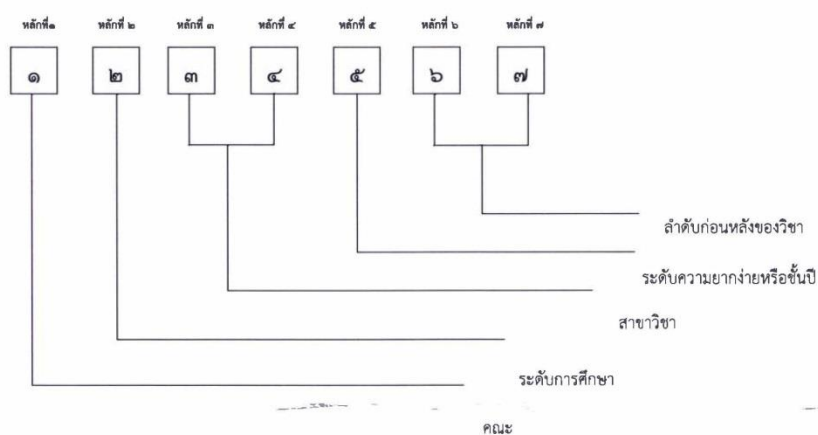 หลักที่๑ หลักที่ ๒ หลักที่ ๓ หลักที่ ๔ หลักที่ ๕ หลักที่ ๖ หลักที่ ๗
๑ ๒ ๓ ๔ ๕ ๖ ๗
ลำดับก่อนหลังของวิชา
ระดับความยากง่ายหรือชั้นปี
สาขาวิชา
ระดับการศึกษา
คณะ